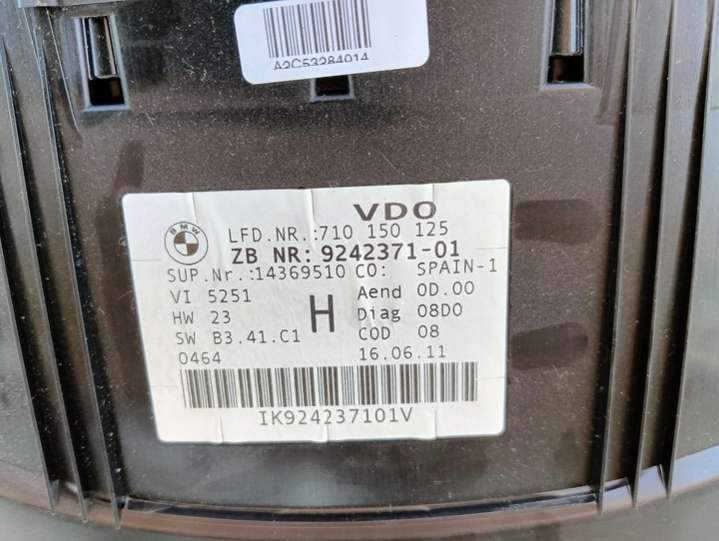 A2C53284014
VDO
BMW
LFD.NR.:710 150 125
ZB NR: 9242371-01
SUP.Nr.:14369510 CO: SPAIN-1
VI 5251 Aend 0D.00
HW 23 H Diag 08D0
SW B3.41.C1 COD 08
0464 16.06.11
IK924237101V